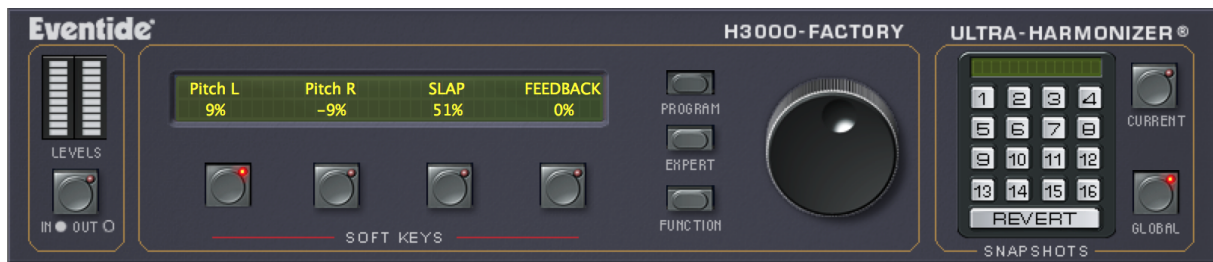 Eventide®
H3000-FACTORY
ULTRA-HARMONIZER®
Pitch L Pitch R SLAP FEEDBACK
9% -9% 51% 0%
LEVELS
IN OUT
SOFT KEYS
PROGRAM
EXPERT
FUNCTION
1 2 3 4
5 6 7 8
9 10 11 12
13 14 15 16
REVERT
SNAPSHOTS
CURRENT
GLOBAL